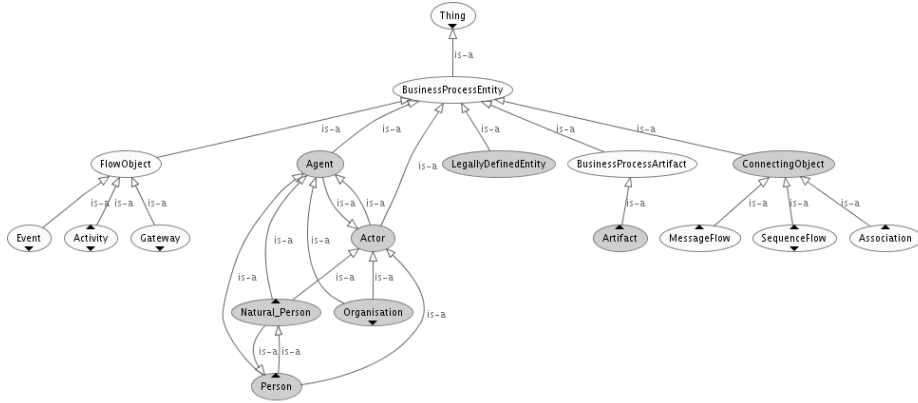 Thing
is-a
BusinessProcessEntity
is-a
is-a
is-a
is-a
is-a
is-a
FlowObject
Agent
LegallyDefinedEntity
BusinessProcessArtifact
ConnectingObject
is-a
is-a
is-a
is-a
is-a
is-a
is-a
is-a
Event
Activity
Gateway
Actor
Artifact
MessageFlow
SequenceFlow
Association
is-a
is-a
is-a
is-a
is-a
Natural_Person
Organisation
is-a
is-a
is-a
Person